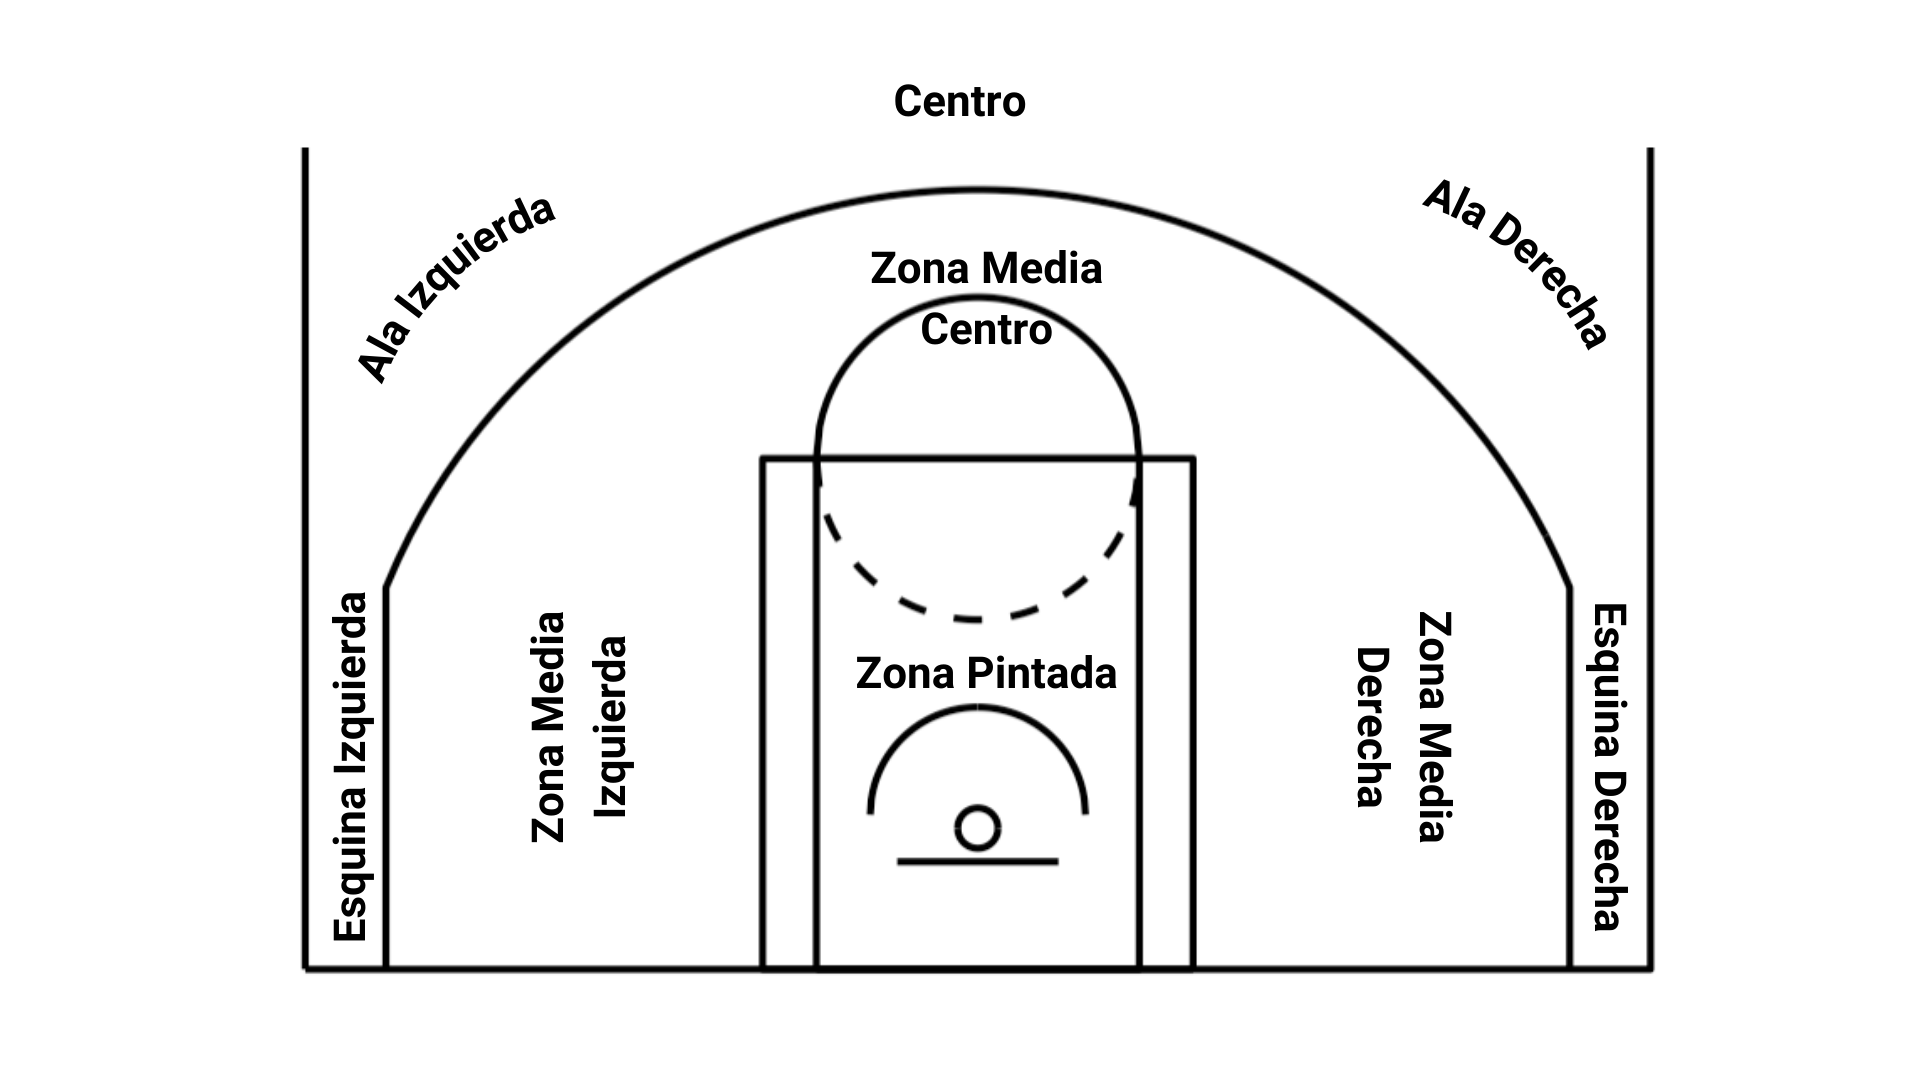 Centro
Ala Izquierda
Ala Derecha
Zona Media
Centro
Esquina Izquierda
Zona Media
Izquierda
Zona Pintada
Zona Media
Derecha
Esquina Derecha